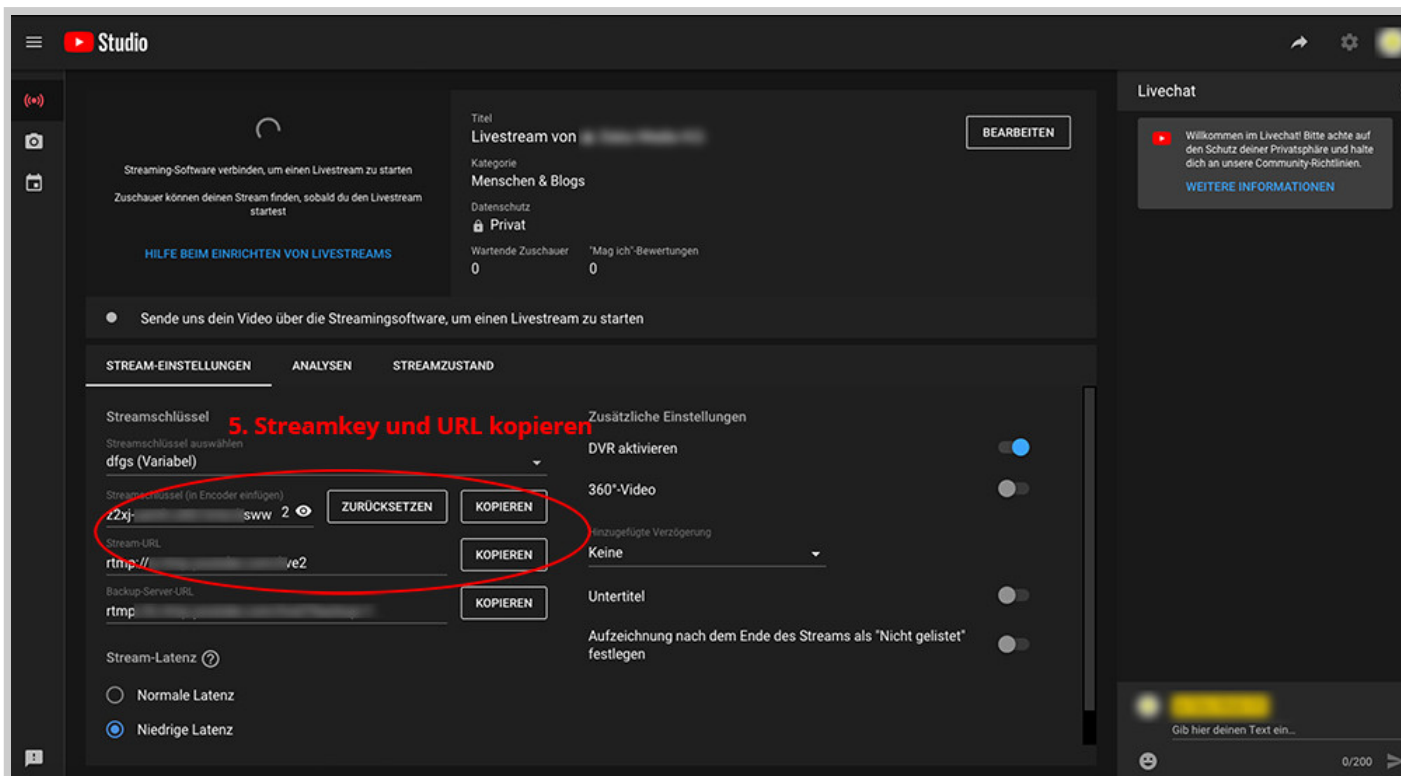 Studio
Titel
Livestream von
BEARBEITEN
Kategorie
Menschen & Blogs
Datenschutz
Privat
Wartende Zuschauer "Mag ich"-Bewertungen
0 0
Streaming-Software verbinden, um einen Livestream zu starten
Zuschauer können deinen Stream finden, sobald du den Livestream
startest
HILFE BEIM EINRICHTEN VON LIVESTREAMS
Sende uns dein Video über die Streamingsoftware, um einen Livestream zu starten
STREAM-EINSTELLUNGEN ANALYSEN STREAMZUSTAND
Streamschlüssel
5. Streamkey und URL kopieren
Streamschlüssel auswählen
dfgs (Variabel)
Streamschlüssel (in Encoder einfügen)
z2xj- sww 2 ZURÜCKSETZEN KOPIEREN
Stream-URL
rtmp:// ve2 KOPIEREN
Backup-Server-URL
rtmp KOPIEREN
Stream-Latenz
Normale Latenz
Niedrige Latenz
Zusätzliche Einstellungen
DVR aktivieren
360°-Video
Hinzugefügte Verzögerung
Keine
Untertitel
Aufzeichnung nach dem Ende des Streams als "Nicht gelistet"
festlegen
Livechat
Willkommen im Livechat! Bitte achte auf
den Schutz deiner Privatsphäre und halte
dich an unsere Community-Richtlinien.
WEITERE INFORMATIONEN
Gib hier deinen Text ein...
0/200